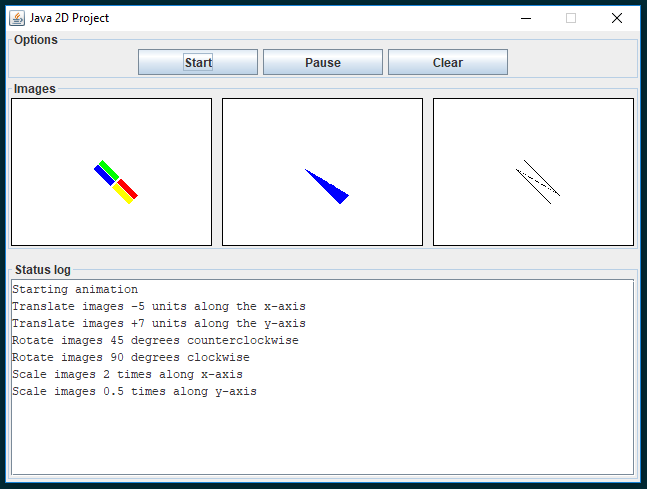 Java 2D Project
Options
Start Pause Clear
Images
Status log
Starting animation
Translate images -5 units along the x-axis
Translate images +7 units along the y-axis
Rotate images 45 degrees counterclockwise
Rotate images 90 degrees clockwise
Scale images 2 times along x-axis
Scale images 0.5 times along y-axis